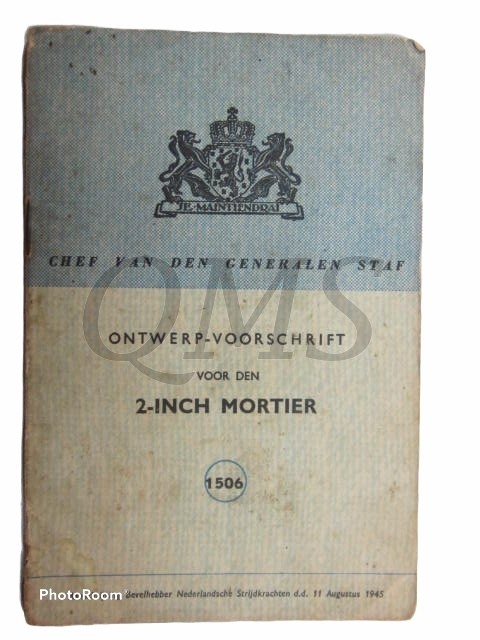 JE-MAINTIENDRAI
CHEF VAN DEN GENERALEN STAF
QMS
ONTWERP-VOORSCHRIFT
VOOR DEN
2-INCH MORTIER
1506
PhotoRoom Bevelhebber Nederlandsche Strijdkrachten d.d. 11 Augustus 1945